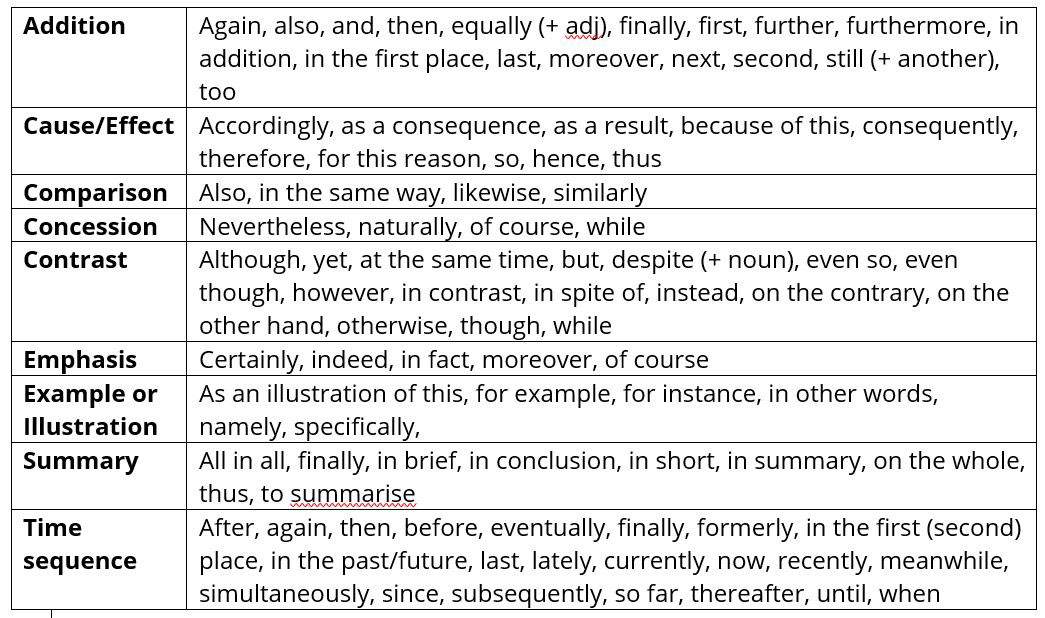 Addition
Again, also, and, then, equally (+ adj), finally, first, further, furthermore, in
addition, in the first place, last, moreover, next, second, still (+ another),
too
Cause/Effect
Accordingly, as a consequence, as a result, because of this, consequently,
therefore, for this reason, so, hence, thus
Comparison
Also, in the same way, likewise, similarly
Concession
Nevertheless, naturally, of course, while
Contrast
Although, yet, at the same time, but, despite (+ noun), even so, even
though, however, in contrast, in spite of, instead, on the contrary, on the
other hand, otherwise, though, while
Emphasis
Certainly, indeed, in fact, moreover, of course
Example or
Illustration
As an illustration of this, for example, for instance, in other words,
namely, specifically,
Summary
All in all, finally, in brief, in conclusion, in short, in summary, on the whole,
thus, to summarise
Time
sequence
After, again, then, before, eventually, finally, formerly, in the first (second)
place, in the past/future, last, lately, currently, now, recently, meanwhile,
simultaneously, since, subsequently, so far, thereafter, until, when